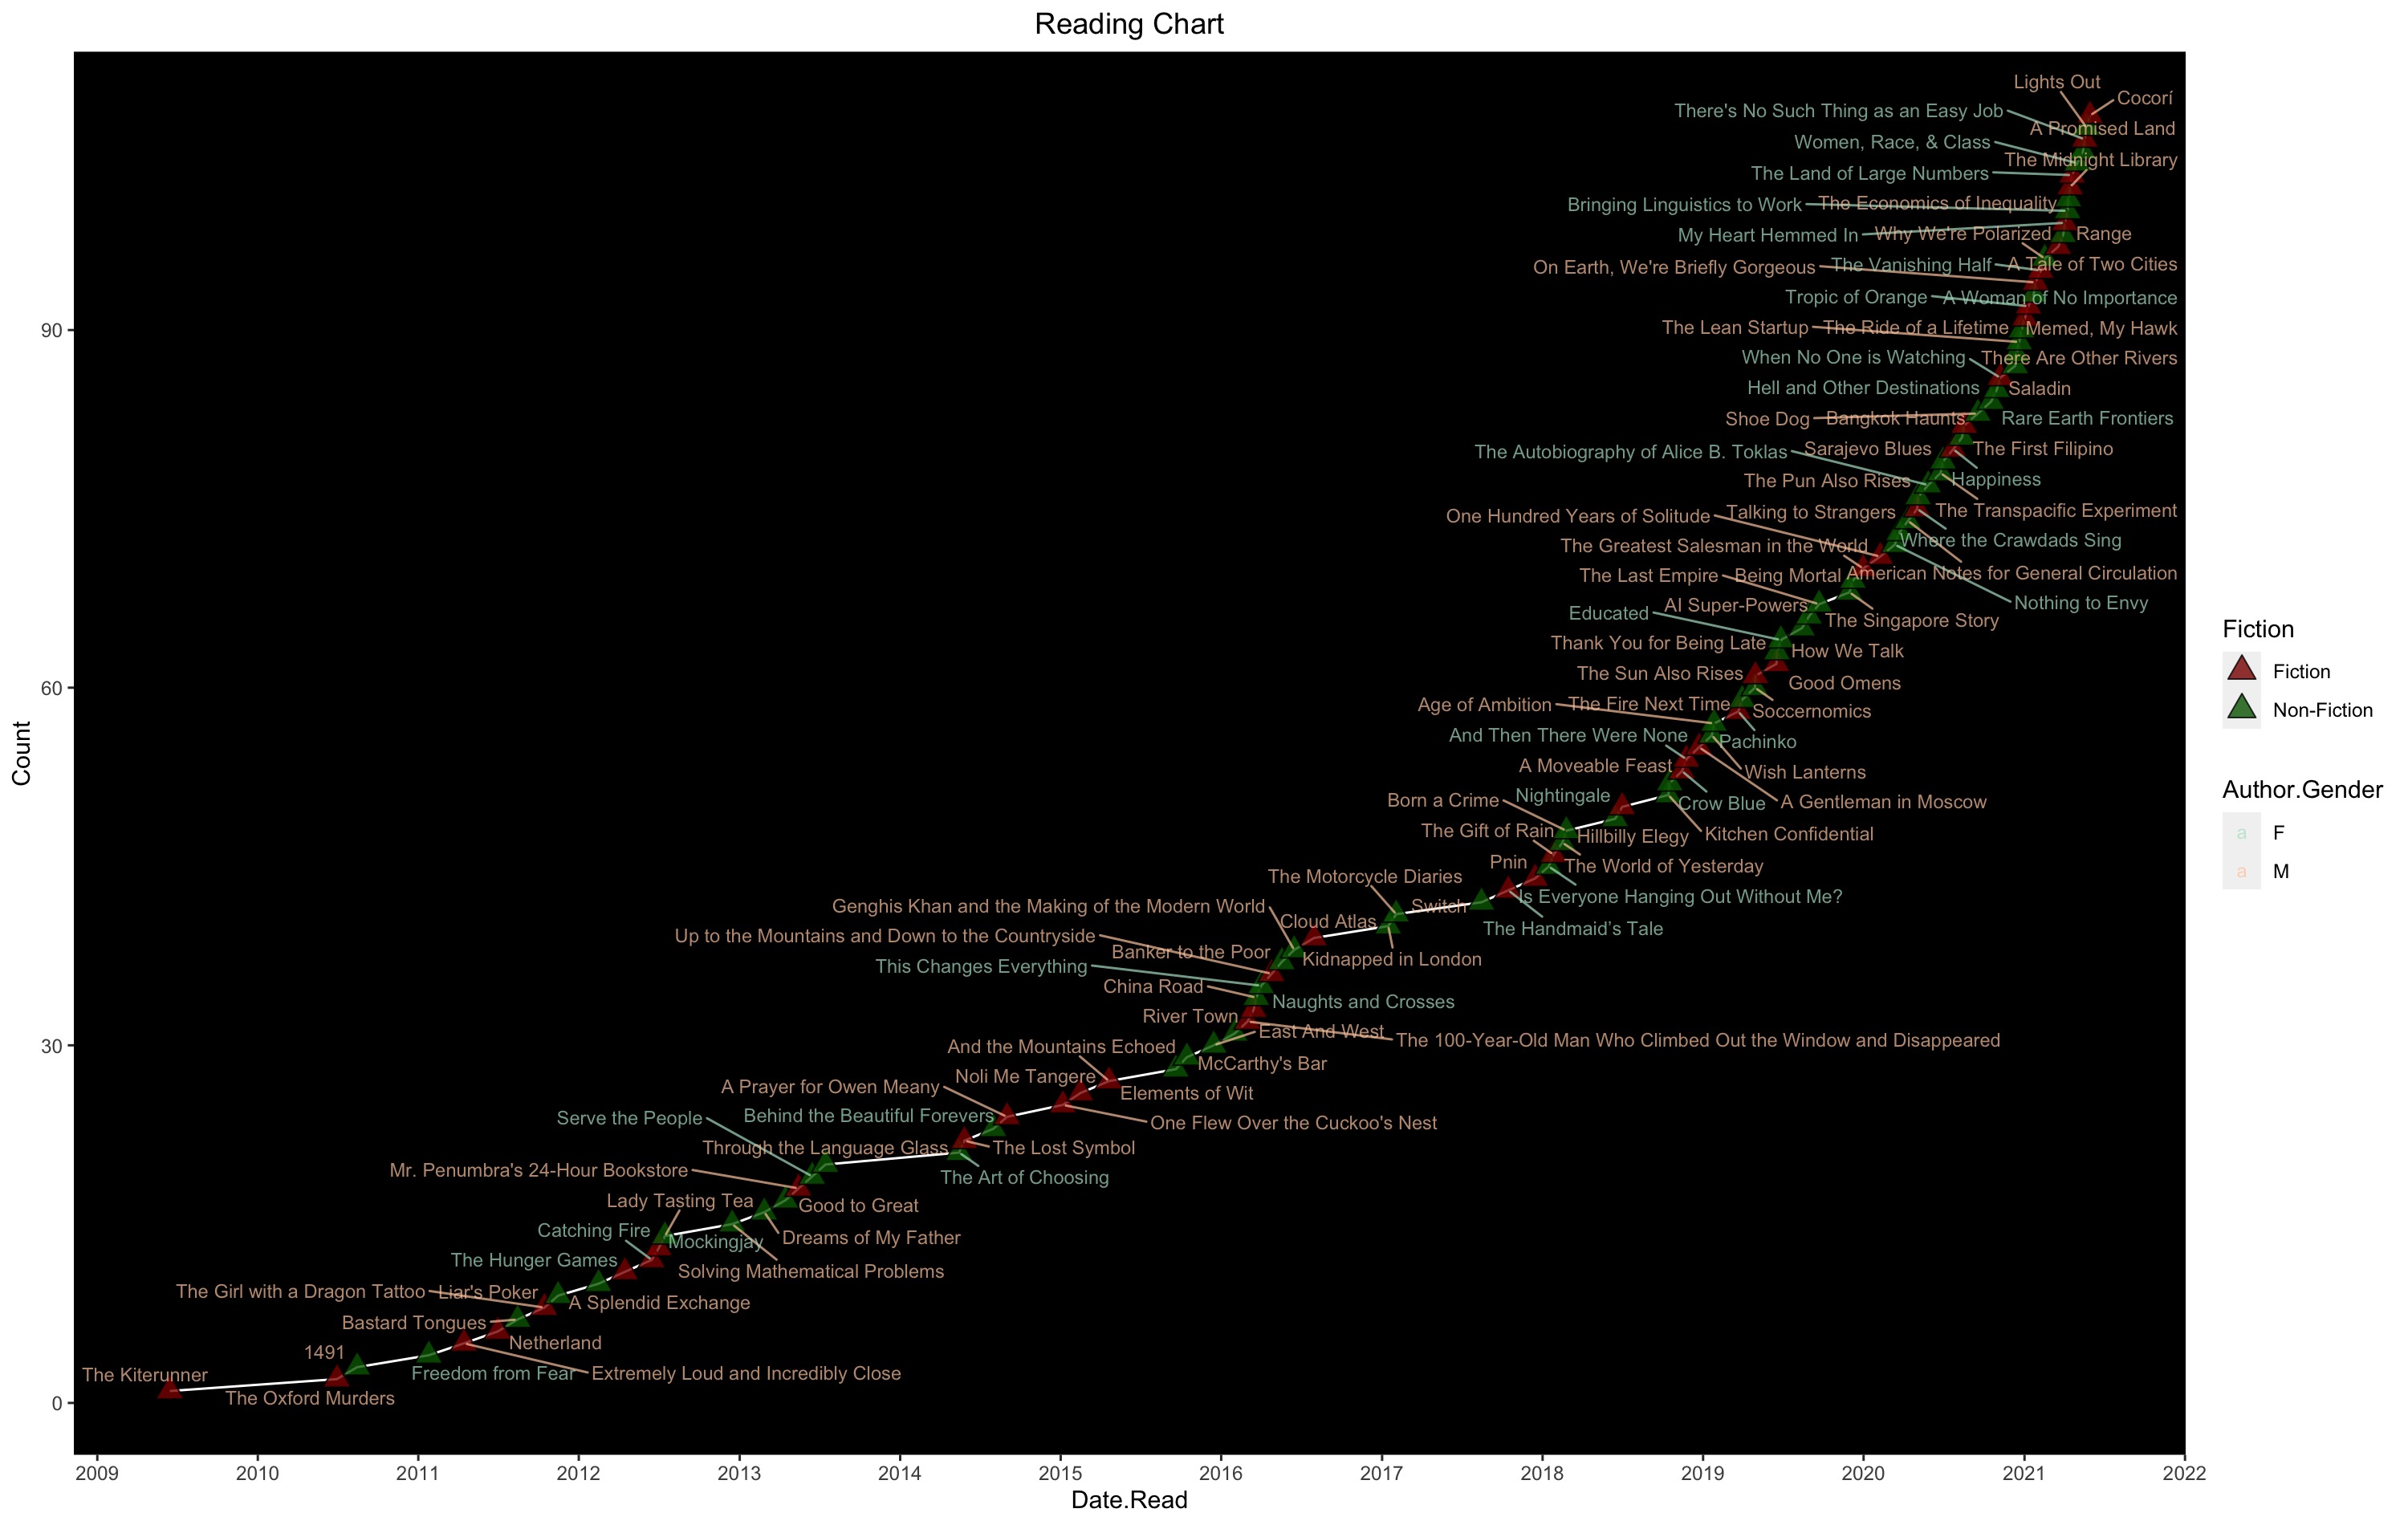 Reading Chart
Lights Out
Cocorí
There's No Such Thing as an Easy Job
A Promised Land
Women, Race, & Class
The Midnight Library
The Land of Large Numbers
Bringing Linguistics to Work
The Economics of Inequality
My Heart Hemmed In
Why We're Polarized
Range
On Earth, We're Briefly Gorgeous
The Vanishing Half
A Tale of Two Cities
Tropic of Orange
A Woman of No Importance
90
The Lean Startup
The Ride of a Lifetime
Memed, My Hawk
When No One is Watching
There Are Other Rivers
Hell and Other Destinations
Saladin
Shoe Dog
Bangkok Haunts
Rare Earth Frontiers
The Autobiography of Alice B. Toklas
Sarajevo Blues
The First Filipino
The Pun Also Rises
Happiness
One Hundred Years of Solitude
Talking to Strangers
The Transpacific Experiment
The Greatest Salesman in the World
Where the Crawdads Sing
The Last Empire
Being Mortal
American Notes for General Circulation
Educated
AI Super-Powers
Nothing to Envy
The Singapore Story
Thank You for Being Late
How We Talk
60
The Sun Also Rises
Good Omens
Age of Ambition
The Fire Next Time
Soccernomics
And Then There Were None
Pachinko
A Moveable Feast
Wish Lanterns
Born a Crime
Nightingale
Crow Blue
A Gentleman in Moscow
The Gift of Rain
Hillbilly Elegy
Kitchen Confidential
Pnin
The World of Yesterday
The Motorcycle Diaries
Is Everyone Hanging Out Without Me?
Genghis Khan and the Making of the Modern World
Switch
Cloud Atlas
The Handmaid's Tale
Up to the Mountains and Down to the Countryside
Banker to the Poor
Kidnapped in London
This Changes Everything
China Road
Naughts and Crosses
River Town
East And West
30
The 100-Year-Old Man Who Climbed Out the Window and Disappeared
And the Mountains Echoed
McCarthy's Bar
Noli Me Tangere
A Prayer for Owen Meany
Elements of Wit
Serve the People
Behind the Beautiful Forevers
One Flew Over the Cuckoo's Nest
Through the Language Glass
The Lost Symbol
Mr. Penumbra's 24-Hour Bookstore
The Art of Choosing
Lady Tasting Tea
Good to Great
Catching Fire
Mockingjay
Dreams of My Father
The Hunger Games
Solving Mathematical Problems
The Girl with a Dragon Tattoo
Liar's Poker
A Splendid Exchange
Bastard Tongues
Netherland
1491
The Kiterunner
Freedom from Fear
Extremely Loud and Incredibly Close
The Oxford Murders
0
Count
2009
2010
2011
2012
2013
2014
2015
2016
2017
2018
2019
2020
2021
2022
Date.Read
Fiction
Fiction
Non-Fiction
Author.Gender
a F
a M